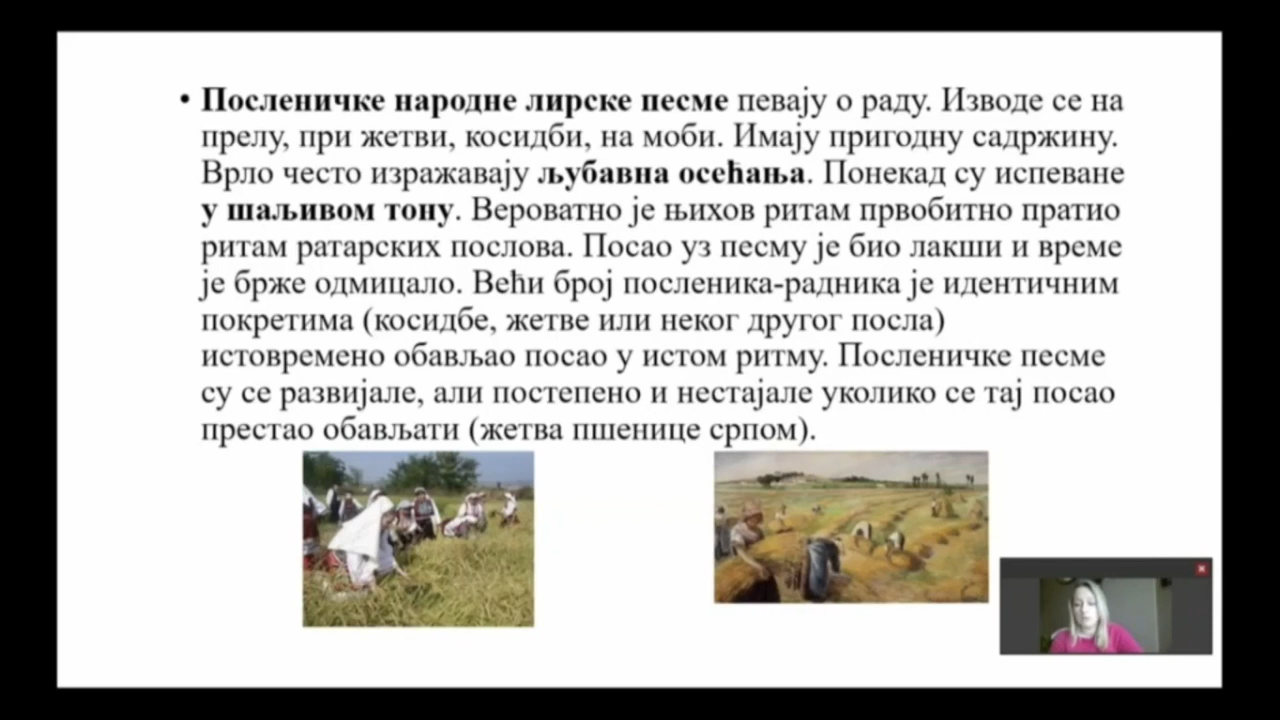 • Посленичке народне лирске песме певају о раду. Изводе се на
прелу, при жетви, косидби, на моби. Имају пригодну садржину.
Врло често изражавају љубавна осећања. Понекад су испеване
у шаљивом тону. Вероватно је њихов ритам првобитно пратио
ритам ратарских послова. Посао уз песму је био лакши и време
је брже одмицало. Већи број посленика-радника је идентичним
покретима (косидбе, жетве или неког другог посла)
истовремено обављао посао у истом ритму. Посленичке песме
су се развијале, али постепено и нестајале уколико се тај посао
престао обављати (жетва пшенице српом).